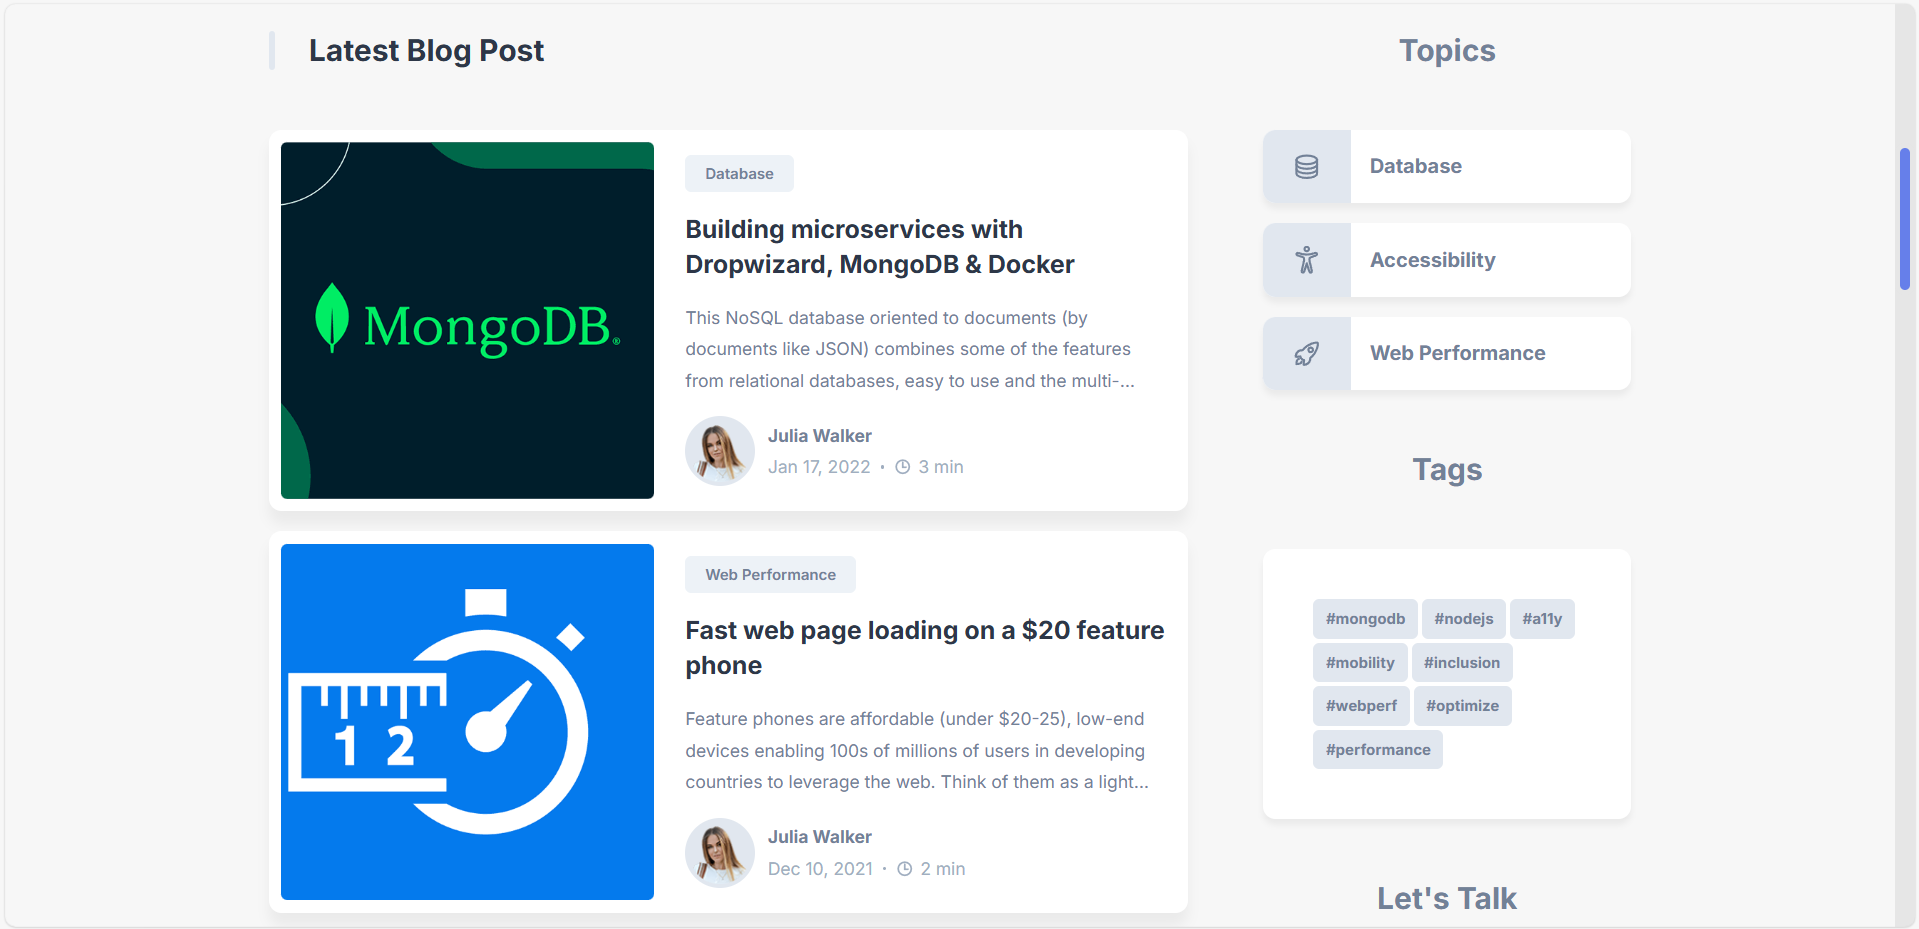 Latest Blog Post
MongoDB®
Database
Building microservices with
Dropwizard, MongoDB & Docker
This NoSQL database oriented to documents (by
documents like JSON) combines some of the features
from relational databases, easy to use and the multi-...
Julia Walker
Jan 17, 2022 · 3 min
1 2
Web Performance
Fast web page loading on a $20 feature
phone
Feature phones are affordable (under $20-25), low-end
devices enabling 100s of millions of users in developing
countries to leverage the web. Think of them as a light...
Julia Walker
Dec 10, 2021 · 2 min
Topics
Database
Accessibility
Web Performance
Tags
#mongodb #nodejs #a11y
#mobility #inclusion
#webperf #optimize
#performance
Let's Talk